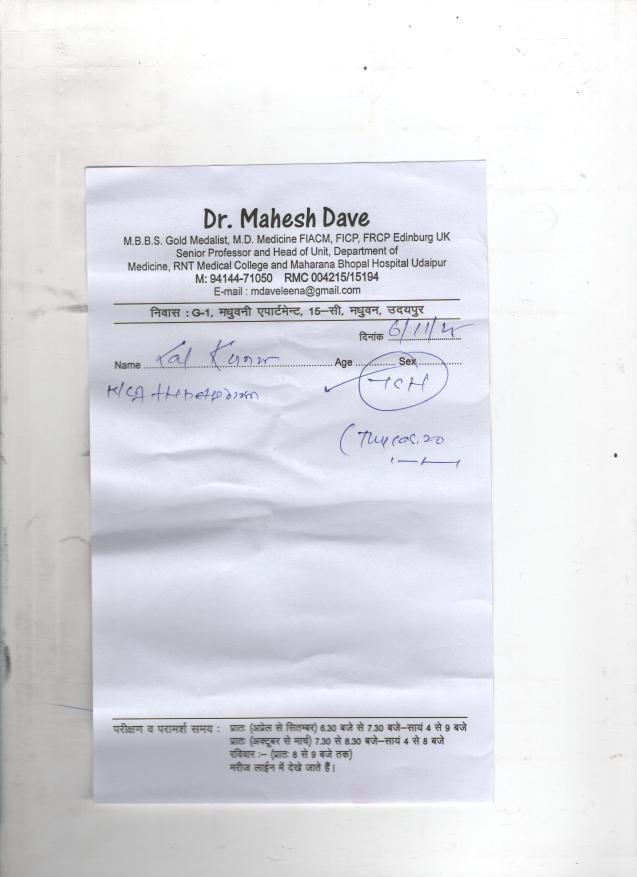 Dr. Mahesh Dave
M.B.B.S. Gold Medalist, M.D. Medicine FIACM, FICP, FRCP Edinburg UK
Senior Professor and Head of Unit, Department of
Medicine, RNT Medical College and Maharana Bhopal Hospital Udaipur
M: 94144-71050 RMC 004215/15194
E-mail : mdaveleena@gmail.com
निवास : G-1, मधुवनी एपार्टमेन्ट, 15-सी, मधुवन, उदयपुर
दिनांक 6/11/
Name Age Sex
TSH
परीक्षण व परामर्श समय : प्रातः (अप्रेल से सितम्बर) 6.30 बजे से 7.30 बजे-सायं 4 से 9 बजे
प्रातः (अक्टूबर से मार्च) 7.30 से 8.30 बजे-सायं 4 से 8 बजे
रविवार :- (प्रातः 8 से 9 बजे तक)
मरीज लाईन में देखे जाते हैं।